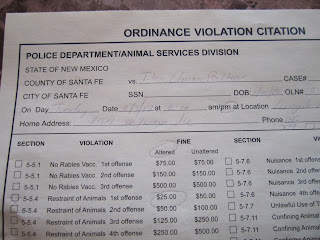 ORDINANCE VIOLATION CITATION
POLICE DEPARTMENT/ANIMAL SERVICES DIVISION
STATE OF NEW MEXICO
COUNTY OF SANTA FE vs. CASE#
CITY OF SANTA FE SSN DOB: OLN#
On Day Date at am/pm at Location
Home Address: Phone
SECTION VIOLATION FINE SECTION
Altered Unaltered
5-5.1 No Rabies Vacc. 1st offense $75.00 $75.00 5-7.6 Nuisance 1st offense
5-5.1 No Rabies Vacc. 2nd offense $150.00 $150.00 5-7.6 Nuisance 2nd offense
5-5.1 No Rabies Vacc. 3rd offense $500.00 $500.00 Nuisance 3rd offense
5-5.4 Restraint of Animals 1st offense $25.00 $50.00 5-7.6 Nuisance 4th
5-5.4 Restraint of Animals 2nd offense $50.00 $100.00 5-7.8 Unlawful Use of
5-5.4 Restraint of Animals 3rd offense $125.00 $250.00 5-7.11 Confining Animal
5-5.4 Restraint of Animals 4th offense $250.00 $500.00 5-7.11 Confining Animal